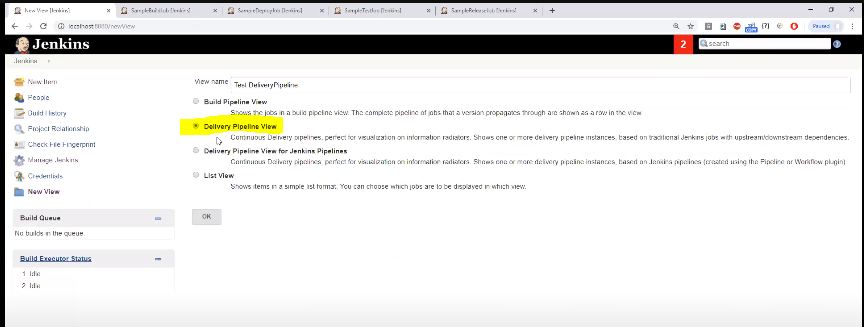 New View [Jenkins]
SampleBuildJob [Jenkins]
SampleDeployJob [Jenkins]
SampleTestJob [Jenkins]
SampleReleaseJob [Jenkins]
localhost:8080/newView
Paused
Jenkins
2
search
Jenkins
New Item
People
Build History
Project Relationship
Check File Fingerprint
Manage Jenkins
Credentials
New View
Build Queue
No builds in the queue.
Build Executor Status
1 Idle
2 Idle
View name
Test DeliveryPipeline
Build Pipeline View
Shows the jobs in a build pipeline view. The complete pipeline of jobs that a version propagates through are shown as a row in the view.
Delivery Pipeline View
Continuous Delivery pipelines, perfect for visualization on information radiators. Shows one or more delivery pipeline instances, based on traditional Jenkins jobs with upstream/downstream dependencies.
Delivery Pipeline View for Jenkins Pipelines
Continuous Delivery pipelines, perfect for visualization on information radiators. Shows one or more delivery pipeline instances, based on Jenkins pipelines (created using the Pipeline or Workflow plugin)
List View
Shows items in a simple list format. You can choose which jobs are to be displayed in which view.
OK